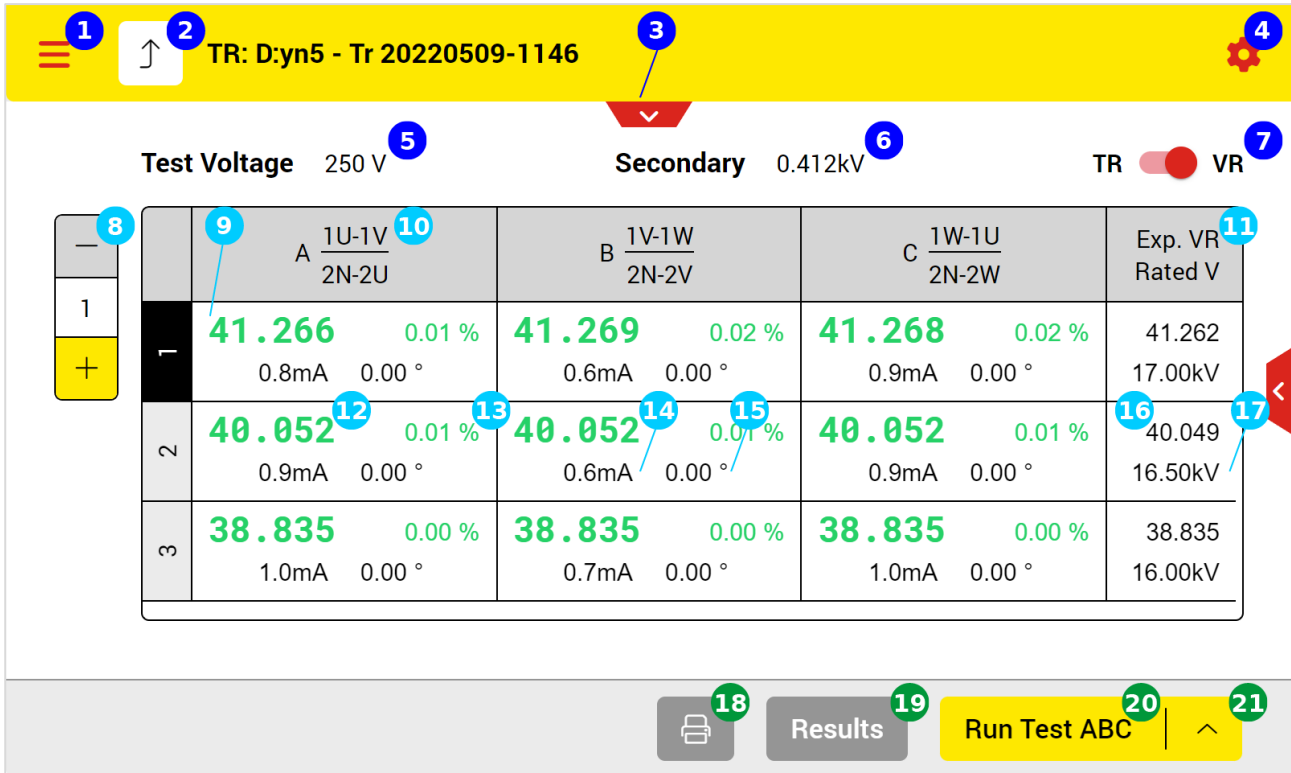 1 2 3 4
TR: D:yn5 - Tr 20220509-1146
5 6 7
Test Voltage 250 V Secondary 0.412kV TR VR
8 9 10 11
A 1U-1V B 1V-1W C 1W-1U Exp. VR
2N-2U 2N-2V 2N-2W Rated V
— 1 +
1 41.266 0.01 % 41.269 0.02 % 41.268 0.02 % 41.262
0.8mA 0.00 ° 0.6mA 0.00 ° 0.9mA 0.00 ° 17.00kV
12 13 14 15 16 17
2 40.052 0.01 % 40.052 0.01 % 40.052 0.01 % 40.049
0.9mA 0.00 ° 0.6mA 0.00 ° 0.9mA 0.00 ° 16.50kV
3 38.835 0.00 % 38.835 0.00 % 38.835 0.00 % 38.835
1.0mA 0.00 ° 0.7mA 0.00 ° 1.0mA 0.00 ° 16.00kV
18 19 20 21
Results Run Test ABC